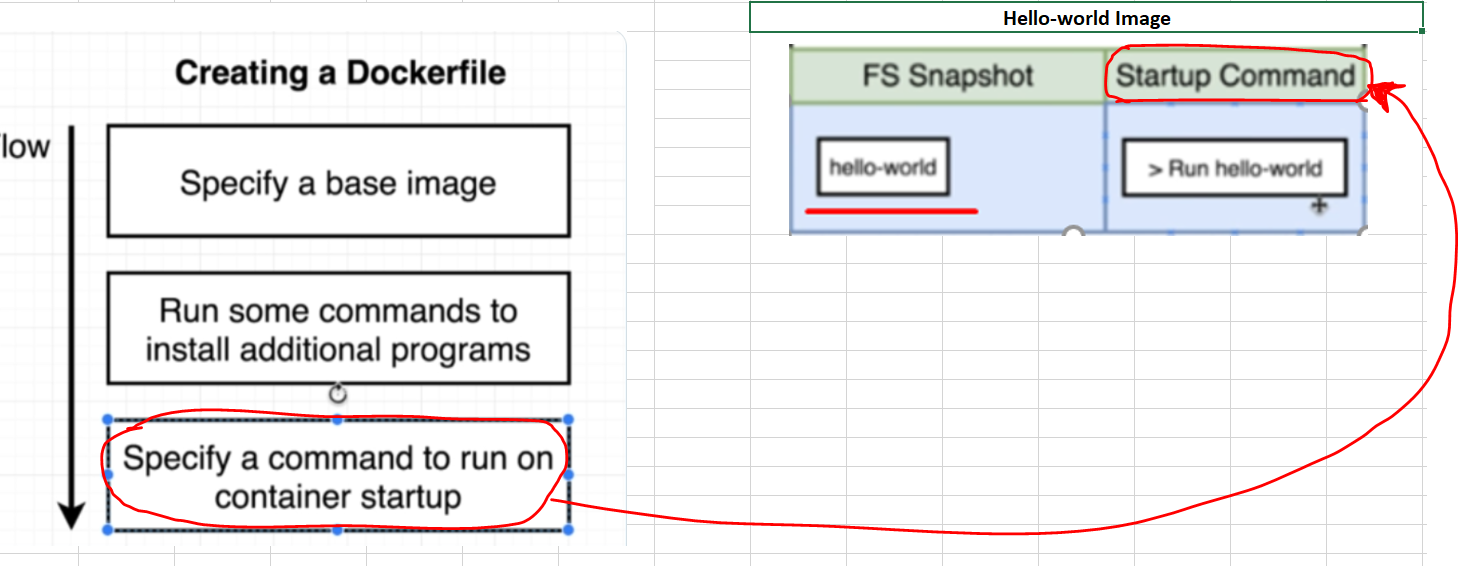 Hello-world Image
Creating a Dockerfile
FS Snapshot
Startup Command
low
Specify a base image
hello-world
> Run hello-world
Run some commands to
install additional programs
Specify a command to run on
container startup